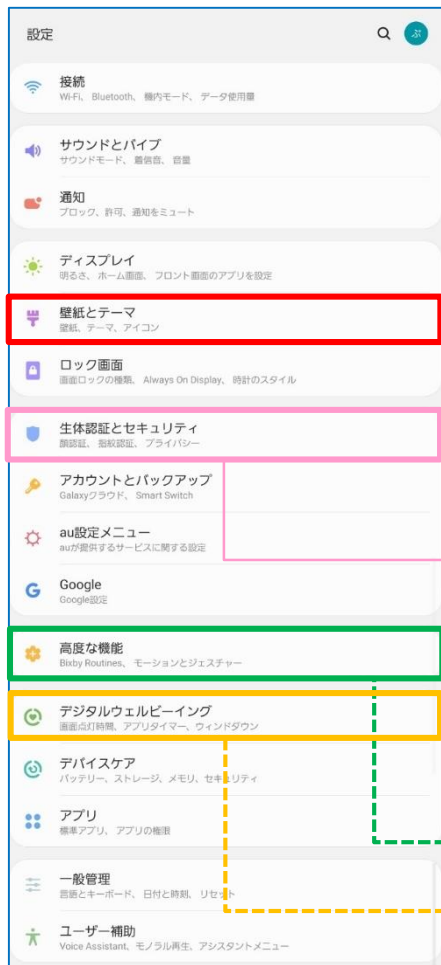 設定
ぷ
接続
Wi-Fi、 Bluetooth、 機内モード、 データ使用量
サウンドとバイブ
サウンドモード、 着信音、 音量
通知
ブロック、許可、通知をミュート
ディスプレイ
明るさ、 ホーム画面、 フロント画面のアプリを設定
壁紙とテーマ
壁紙、テーマ、アイコン
ロック画面
画面ロックの種類、 Always On Display、 時計のスタイル
生体認証とセキュリティ
顔認証、 指紋認証、 プライバシー
アカウントとバックアップ
Galaxyクラウド、 Smart Switch
au設定メニュー
auが提供するサービスに関する設定
Google
Google設定
高度な機能
Bixby Routines、 モーションとジェスチャー
デジタルウェルビーイング
画面点灯時間、アプリタイマー、ウィンドダウン
デバイスケア
バッテリー、ストレージ、メモリ、セキュリティ
アプリ
標準アプリ、 アプリの権限
一般管理
言語とキーボード、 日付と時刻、 リセット
ユーザー補助
Voice Assistant、モノラル再生、アシスタントメニュー